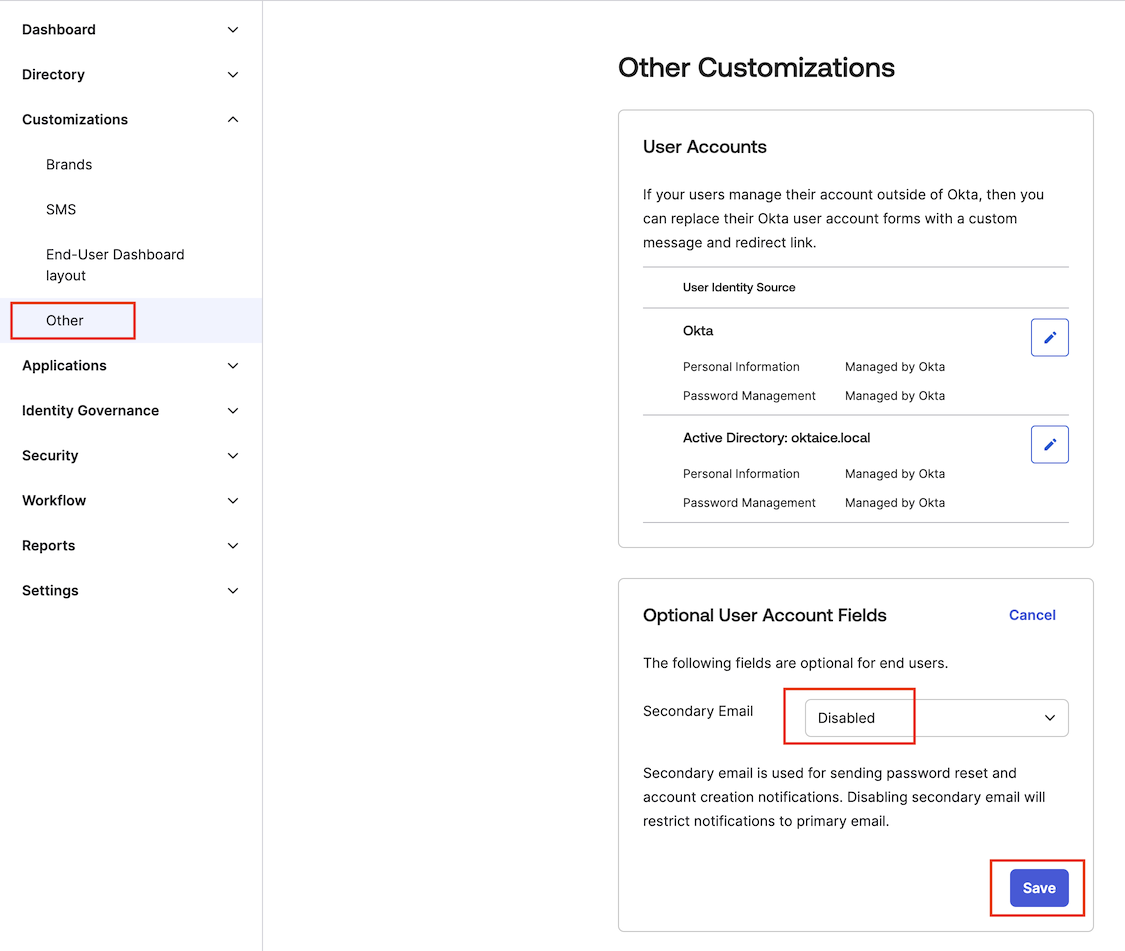 Dashboard
Directory
Customizations
Brands
SMS
End-User Dashboard
layout
Other
Applications
Identity Governance
Security
Workflow
Reports
Settings
Other Customizations
User Accounts
If your users manage their account outside of Okta, then you
can replace their Okta user account forms with a custom
message and redirect link.
User Identity Source
Okta
Personal Information Managed by Okta
Password Management Managed by Okta
Active Directory: oktaice.local
Personal Information Managed by Okta
Password Management Managed by Okta
Optional User Account Fields Cancel
The following fields are optional for end users.
Secondary Email Disabled
Secondary email is used for sending password reset and
account creation notifications. Disabling secondary email will
restrict notifications to primary email.
Save